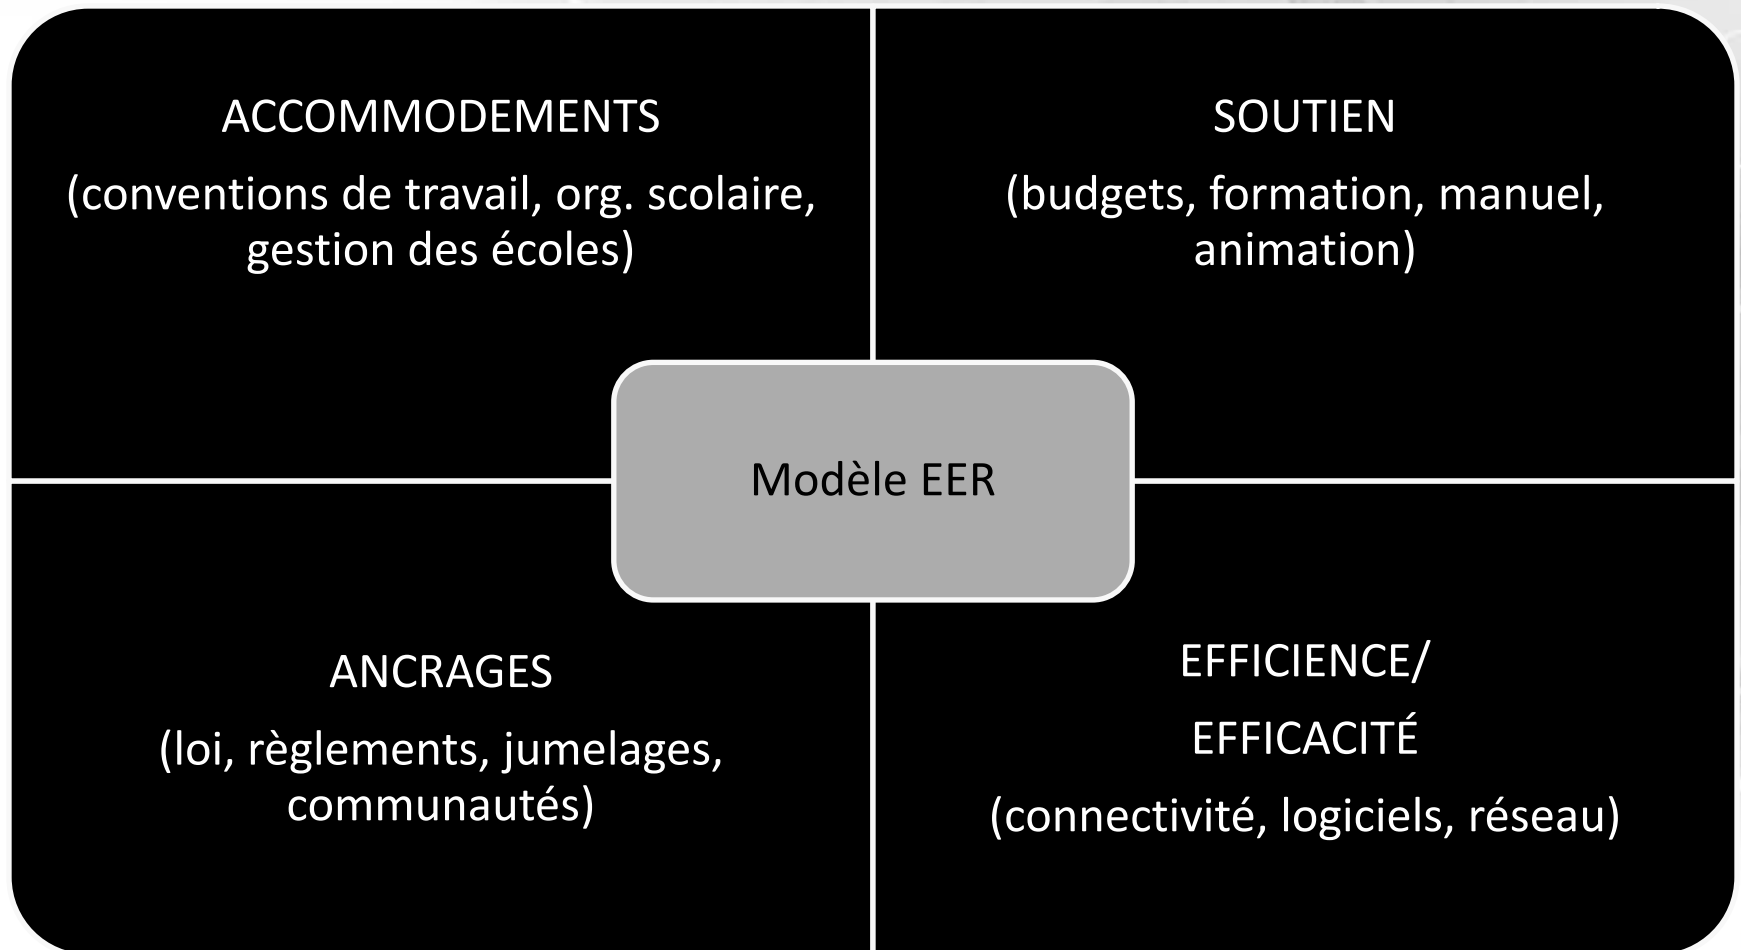 ACCOMMODEMENTS
(conventions de travail, org. scolaire,
gestion des écoles)
SOUTIEN
(budgets, formation, manuel,
animation)
Modèle EER
ANCRAGES
(loi, règlements, jumelages,
communautés)
EFFICIENCE/
EFFICACITÉ
(connectivité, logiciels, réseau)